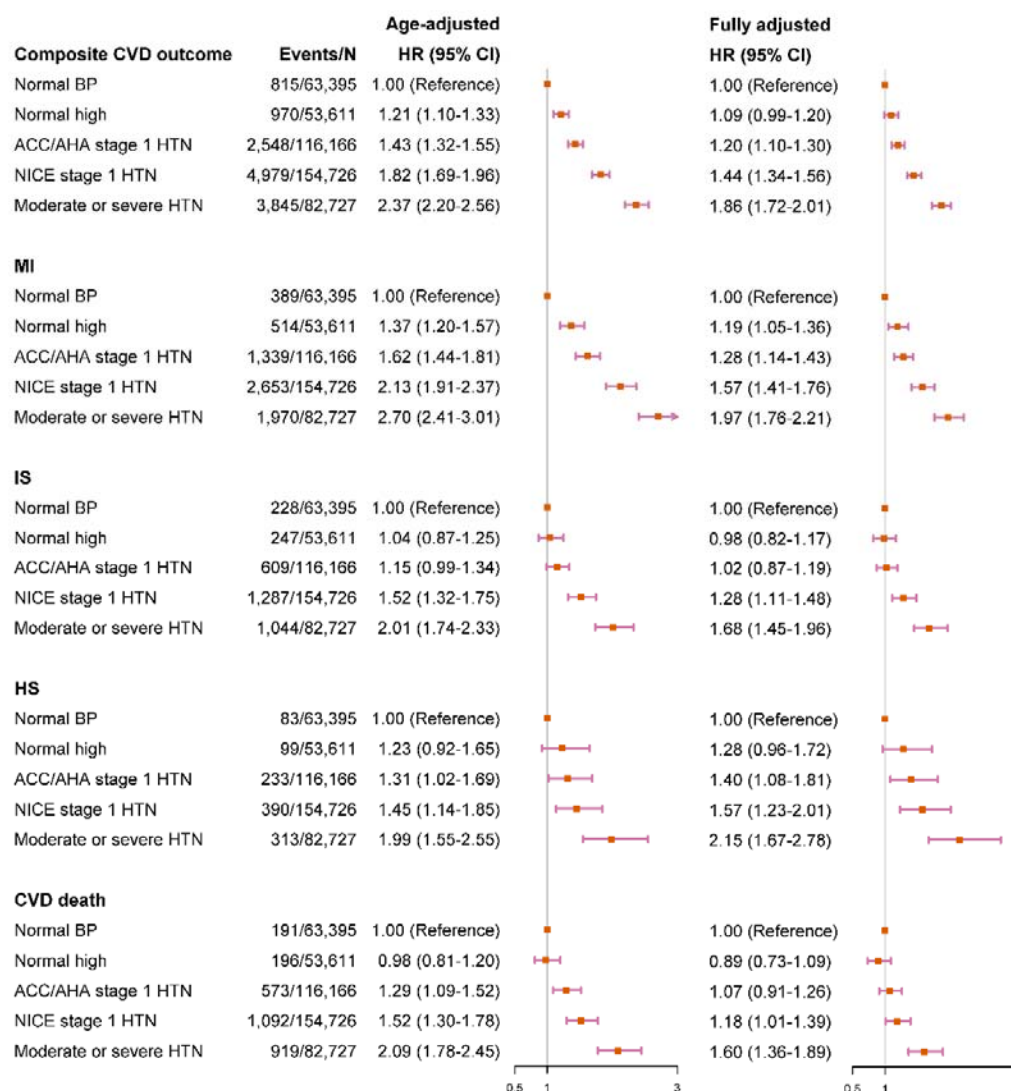 Age-adjusted Fully adjusted
Composite CVD outcome Events/N HR (95% CI) HR (95% CI)
Normal BP 815/63,395 1.00 (Reference) 1.00 (Reference)
Normal high 970/53,611 1.21 (1.10-1.33) 1.09 (0.99-1.20)
ACC/AHA stage 1 HTN 2,548/116,166 1.43 (1.32-1.55) 1.20 (1.10-1.30)
NICE stage 1 HTN 4,979/154,726 1.82 (1.69-1.96) 1.44 (1.34-1.56)
Moderate or severe HTN 3,845/82,727 2.37 (2.20-2.56) 1.86 (1.72-2.01)
MI
Normal BP 389/63,395 1.00 (Reference) 1.00 (Reference)
Normal high 514/53,611 1.37 (1.20-1.57) 1.19 (1.05-1.36)
ACC/AHA stage 1 HTN 1,339/116,166 1.62 (1.44-1.81) 1.28 (1.14-1.43)
NICE stage 1 HTN 2,653/154,726 2.13 (1.91-2.37) 1.57 (1.41-1.76)
Moderate or severe HTN 1,970/82,727 2.70 (2.41-3.01) 1.97 (1.76-2.21)
IS
Normal BP 228/63,395 1.00 (Reference) 1.00 (Reference)
Normal high 247/53,611 1.04 (0.87-1.25) 0.98 (0.82-1.17)
ACC/AHA stage 1 HTN 609/116,166 1.15 (0.99-1.34) 1.02 (0.87-1.19)
NICE stage 1 HTN 1,287/154,726 1.52 (1.32-1.75) 1.28 (1.11-1.48)
Moderate or severe HTN 1,044/82,727 2.01 (1.74-2.33) 1.68 (1.45-1.96)
HS
Normal BP 83/63,395 1.00 (Reference) 1.00 (Reference)
Normal high 99/53,611 1.23 (0.92-1.65) 1.28 (0.96-1.72)
ACC/AHA stage 1 HTN 233/116,166 1.31 (1.02-1.69) 1.40 (1.08-1.81)
NICE stage 1 HTN 390/154,726 1.45 (1.14-1.85) 1.57 (1.23-2.01)
Moderate or severe HTN 313/82,727 1.99 (1.55-2.55) 2.15 (1.67-2.78)
CVD death
Normal BP 191/63,395 1.00 (Reference) 1.00 (Reference)
Normal high 196/53,611 0.98 (0.81-1.20) 0.89 (0.73-1.09)
ACC/AHA stage 1 HTN 573/116,166 1.29 (1.09-1.52) 1.07 (0.91-1.26)
NICE stage 1 HTN 1,092/154,726 1.52 (1.30-1.78) 1.18 (1.01-1.39)
Moderate or severe HTN 919/82,727 2.09 (1.78-2.45) 1.60 (1.36-1.89)
0.5 1 3 0.5 1